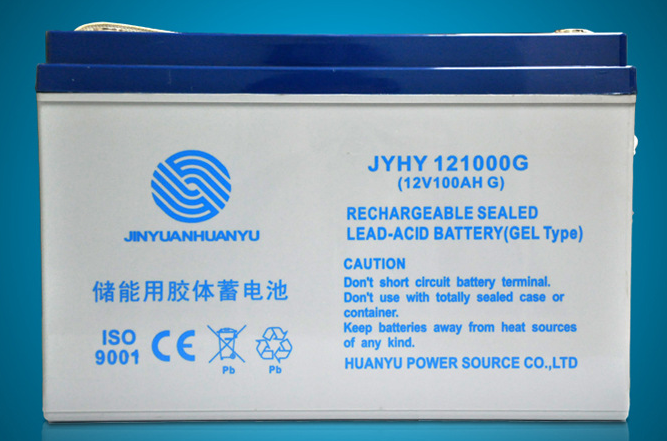 JINYUANHUANYU
储能用胶体蓄电池
ISO
9001
CE
Pb
Pb
JYHY 121000G
(12V100AH G)
RECHARGEABLE SEALED
LEAD-ACID BATTERY(GEL Type)
CAUTION
Don't short circuit battery terminal.
Don't use with totally sealed case or
container.
Keep batteries away from heat sources
of any kind.
HUANYU POWER SOURCE CO.,LTD